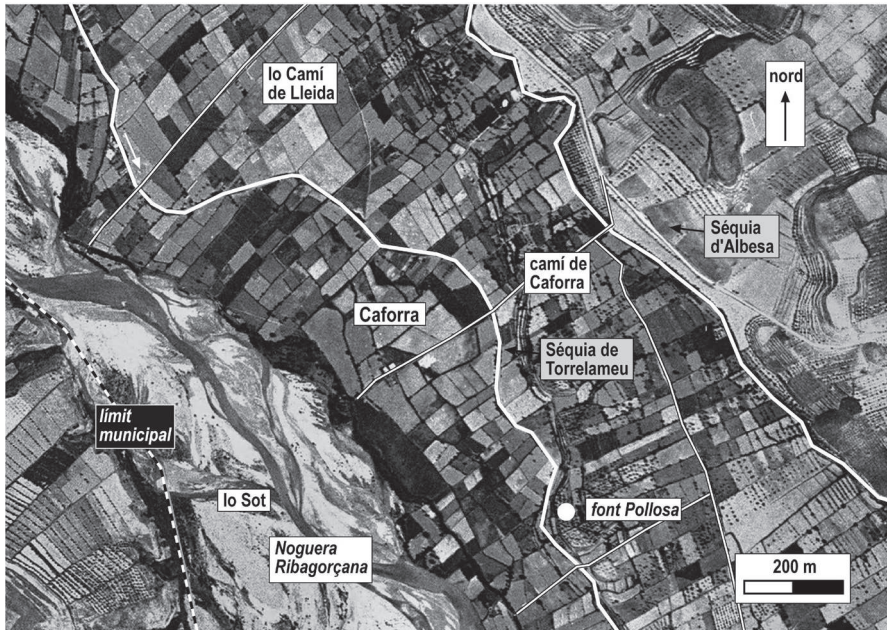 lo Camí
de Lleida
nord
Séquia
d'Albesa
camí de
Caforra
Caforra
Séquia de
Torrelameu
límit
municipal
lo Sot
font Pollosa
Noguera
Ribagorçana
200 m